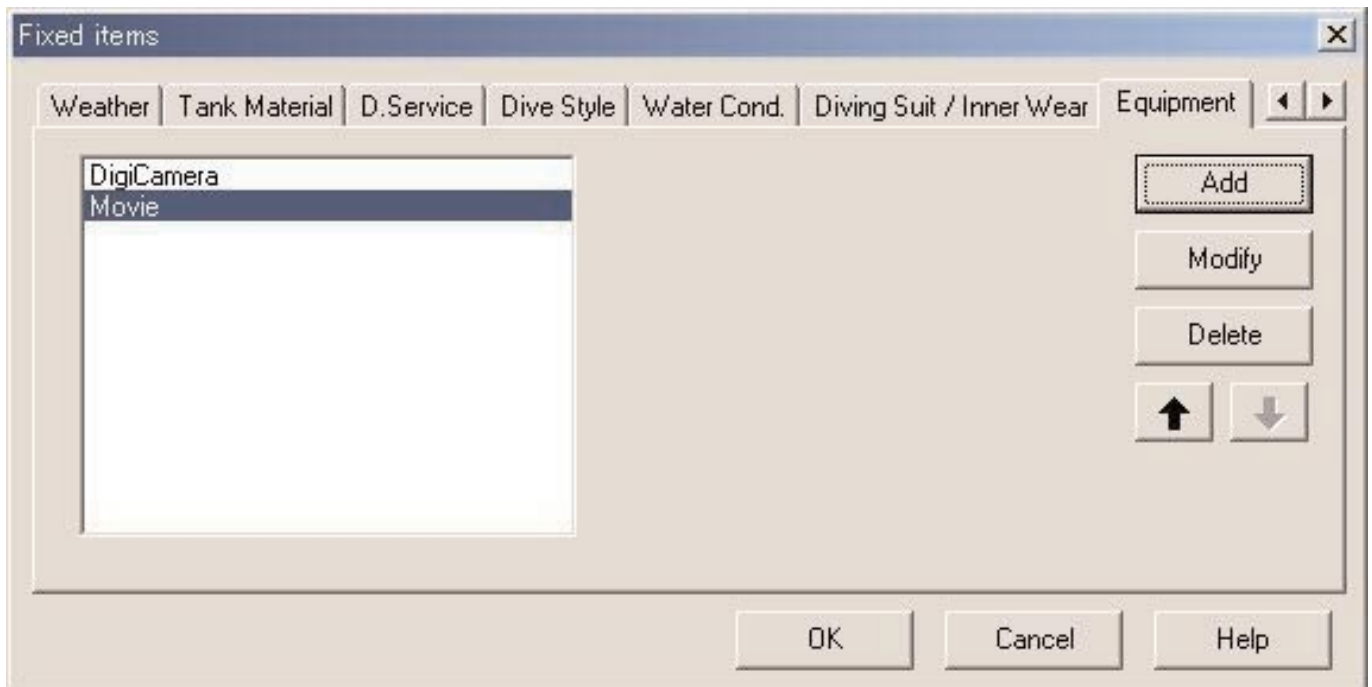 Fixed items
Weather Tank Material D.Service Dive Style Water Cond. Diving Suit / Inner Wear Equipment
DigiCamera
Movie
Add
Modify
Delete
OK Cancel Help